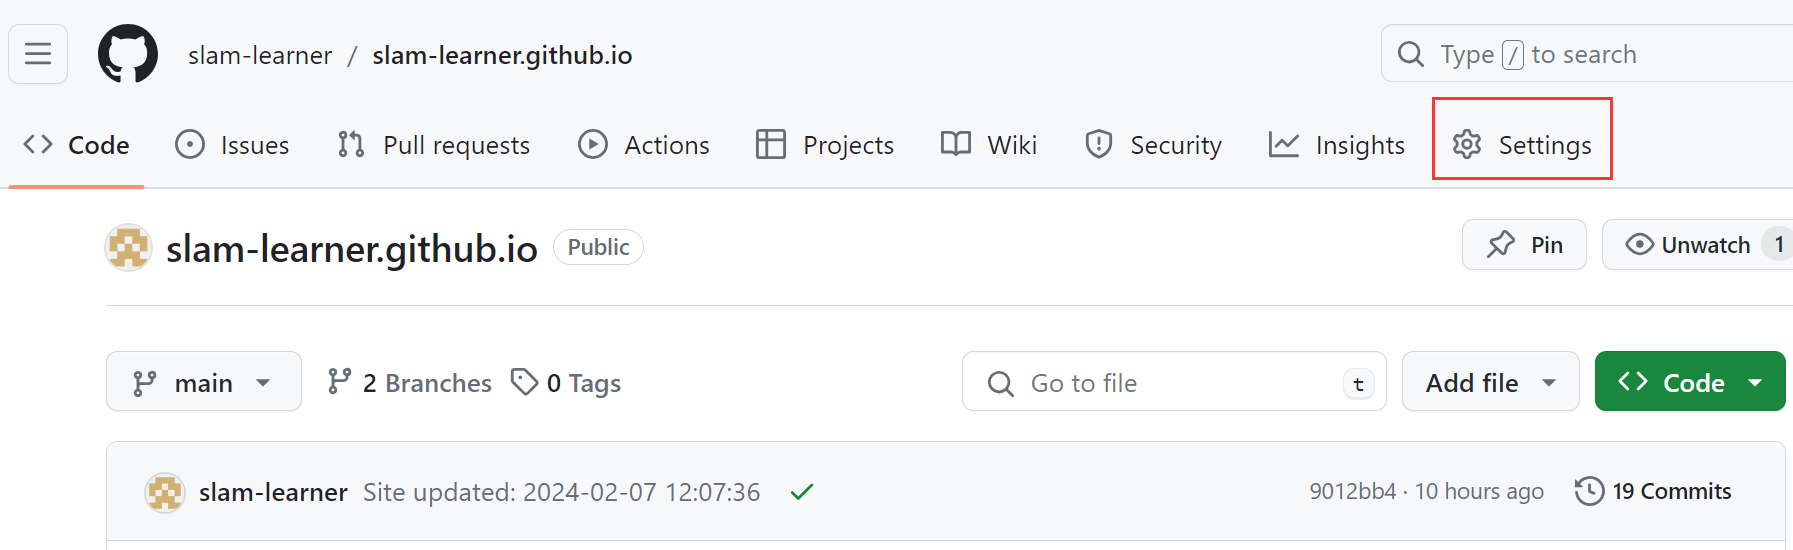 slam-learner / slam-learner.github.io Type / to search
Code Issues Pull requests Actions Projects Wiki Security Insights Settings
slam-learner.github.io Public Pin Unwatch 1
main 2 Branches 0 Tags Go to file t Add file Code
slam-learner Site updated: 2024-02-07 12:07:36 9012bb4 · 10 hours ago 19 Commits